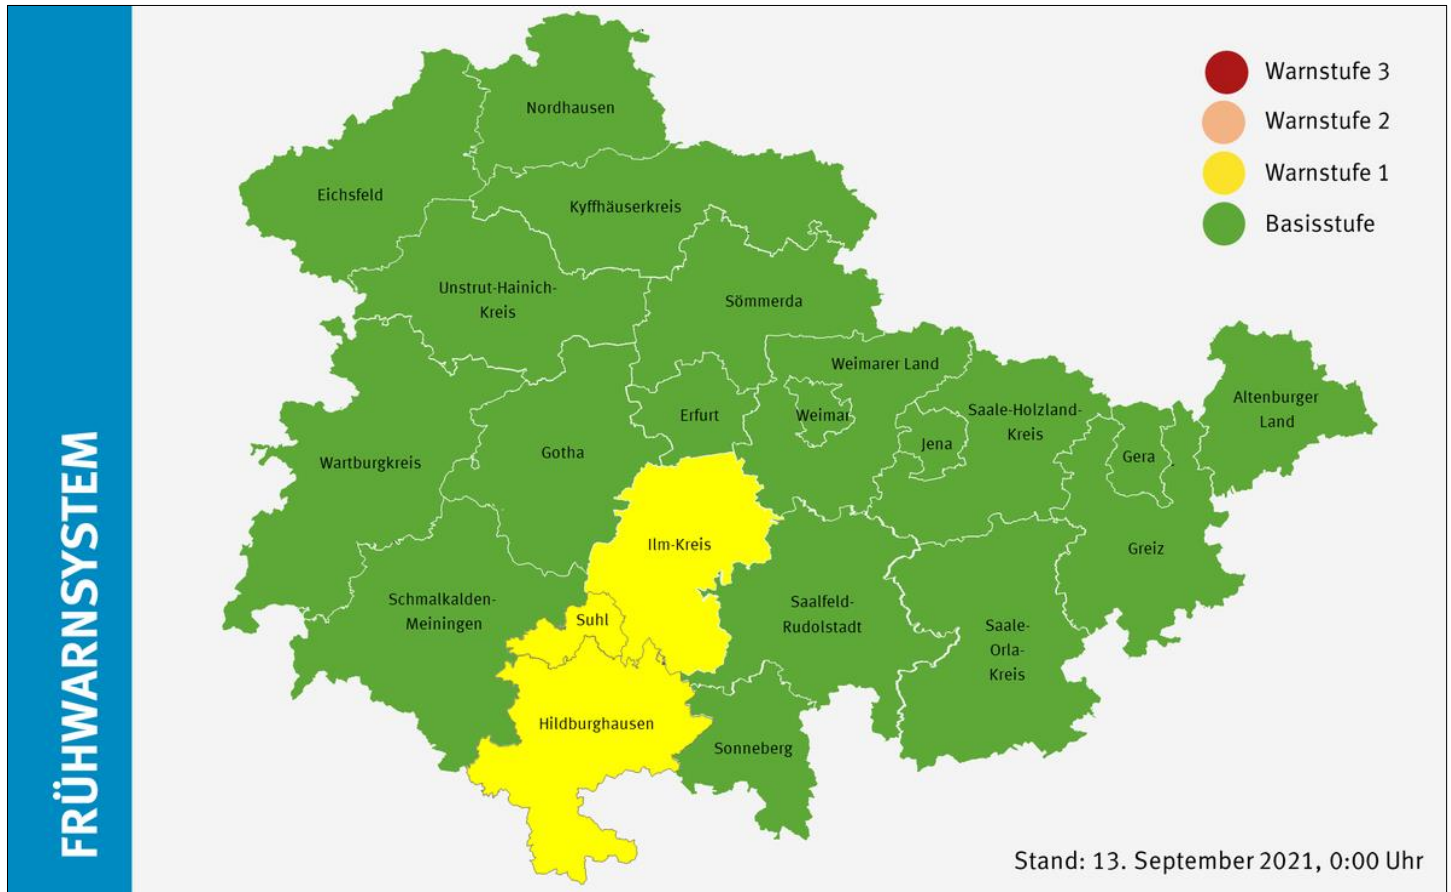 FRÜHWARNSYSTEM
Warnstufe 3
Warnstufe 2
Warnstufe 1
Basisstufe
Nordhausen
Eichsfeld
Kyffhäuserkreis
Unstrut-Hainich-
Kreis
Sömmerda
Weimarer Land
Altenburger
Land
Erfurt
Weimar
Saale-Holzland-
Kreis
Jena
Gera
Gotha
Wartburgkreis
Ilm-Kreis
Greiz
Schmalkalden-
Meiningen
Suhl
Saalfeld-
Rudolstadt
Saale-
Orla-
Kreis
Hildburghausen
Sonneberg
Stand: 13. September 2021, 0:00 Uhr